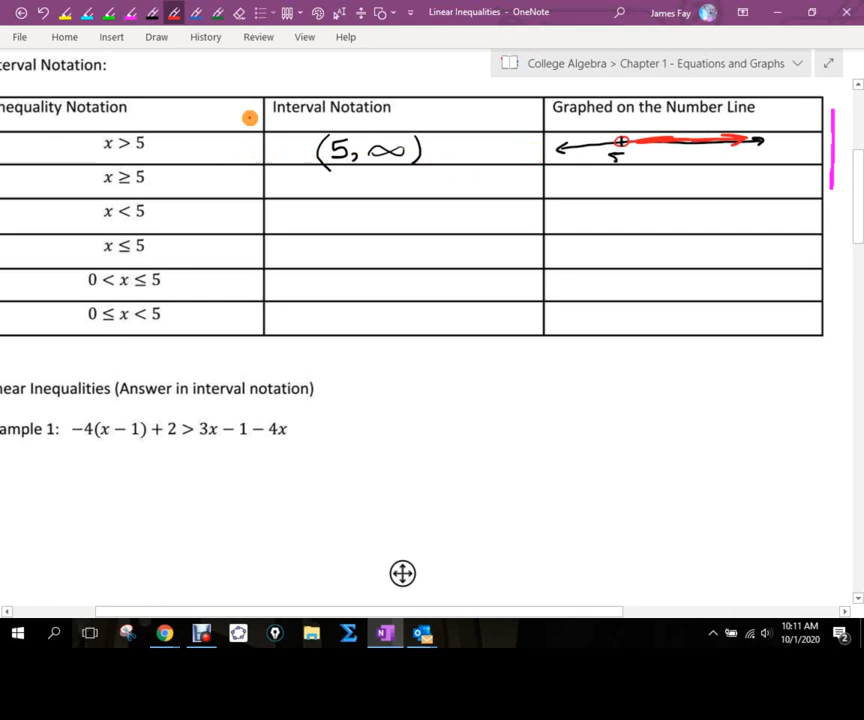 Linear Inequalities - OneNote
James Fay
File Home Insert Draw History Review View Help
terval Notation:
College Algebra > Chapter 1 - Equations and Graphs
nequality Notation
Interval Notation
Graphed on the Number Line
x > 5
(5, ∞)
5
x ≥ 5
x < 5
x ≤ 5
0 < x ≤ 5
0 ≤ x < 5
near Inequalities (Answer in interval notation)
ample 1: −4(x − 1) + 2 > 3x − 1 − 4x
10:11 AM
10/1/2020
2